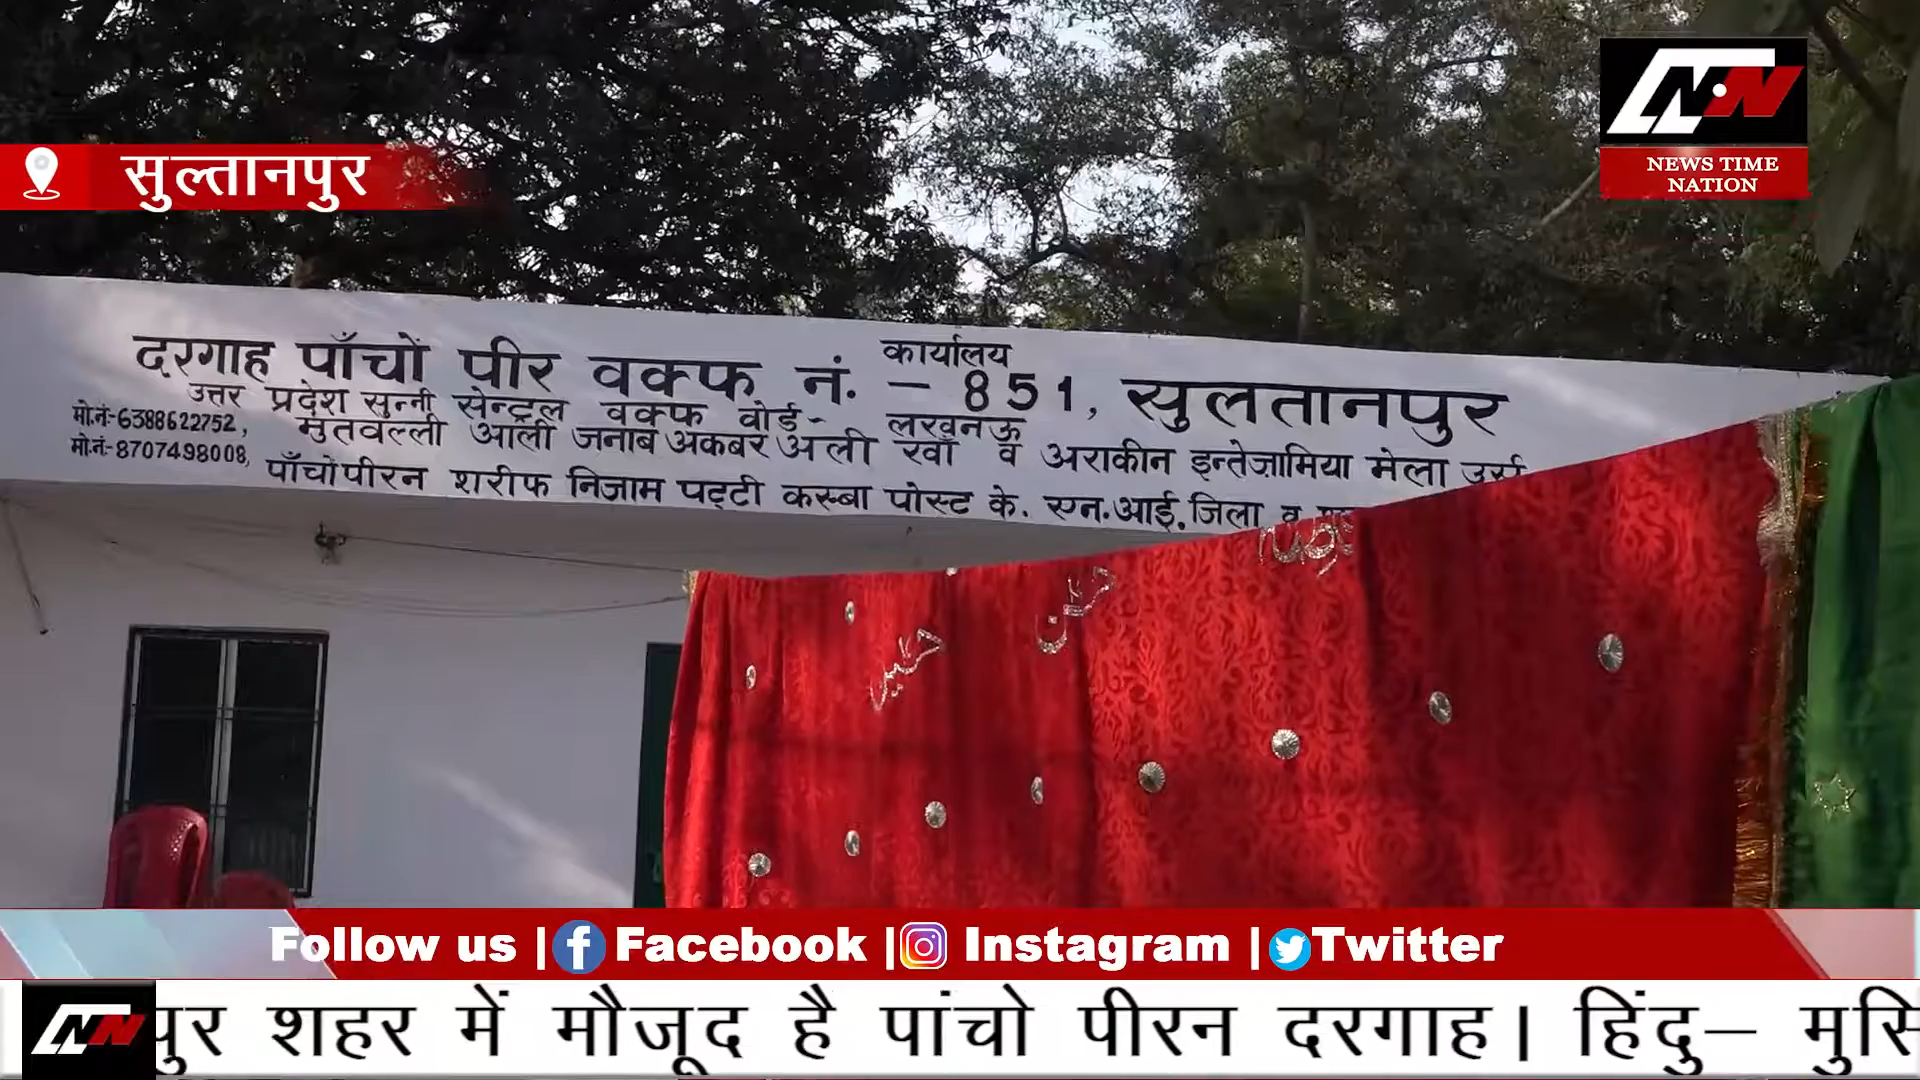 सुल्तानपुर
NEWS TIME
NATION
कार्यालय
दरगाह पाँचों पीर वक्फ नं. - 851, सुलतानपुर
उत्तर प्रदेश सुन्नी सेन्ट्रल वक्फ बोर्ड- लखनऊ
मो.नं:-6388622752, मुतवल्ली आली जनाब अकबर अली खाँ व अराकीन इन्तेज़ामिया मेला उर्स
मो.नं:-8707498008, पाँचोंपीरन शरीफ निजाम पट्टी कस्बा पोस्ट के. एन.आई. जिला व
Follow us | Facebook | Instagram | Twitter
पुर शहर में मौजूद है पांचो पीरन दरगाह। हिंदु– मुसि